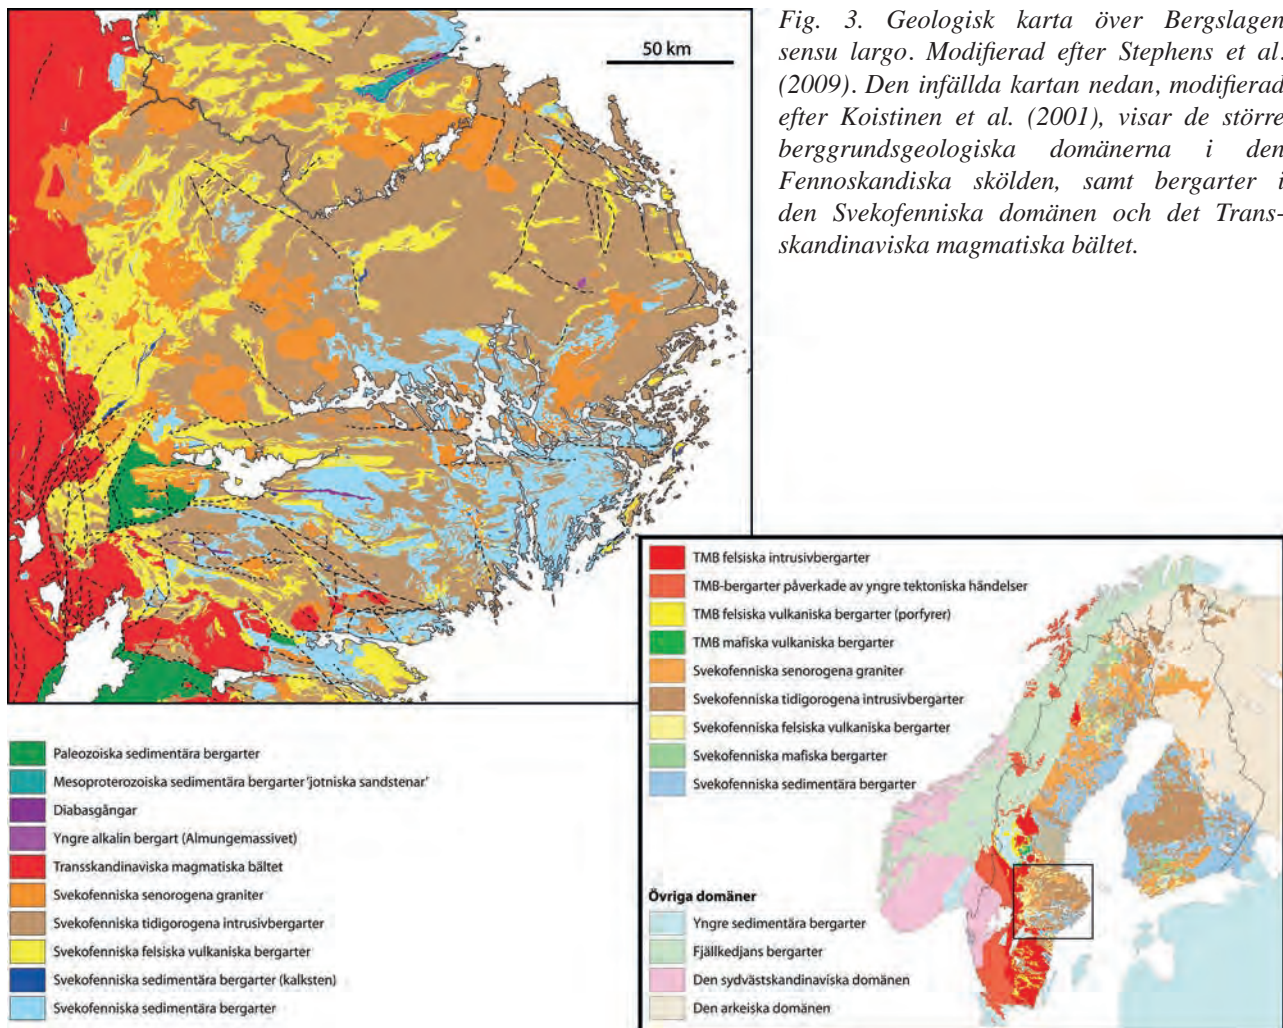 50 km
Fig. 3. Geologisk karta över Bergslagen
sensu largo. Modifierad efter Stephens et al.
(2009). Den infällda kartan nedan, modifierad
efter Koistinen et al. (2001), visar de större
berggrundsgeologiska domänerna i den
Fennoskandiska skölden, samt bergarter i
den Svekofenniska domänen och det Trans-
skandinaviska magmatiska bältet.
Paleozoiska sedimentära bergarter
Mesoproterozoiska sedimentära bergarter 'jotniska sandstenar'
Diabasgångar
Yngre alkalin bergart (Almungemassivet)
Transskandinaviska magmatiska bältet
Svekofenniska senorogena graniter
Svekofenniska tidigorogena intrusivbergarter
Svekofenniska felsiska vulkaniska bergarter
Svekofenniska sedimentära bergarter (kalksten)
Svekofenniska sedimentära bergarter
TMB felsiska intrusivbergarter
TMB-bergarter påverkade av yngre tektoniska händelser
TMB felsiska vulkaniska bergarter (porfyrer)
TMB mafiska vulkaniska bergarter
Svekofenniska senorogena graniter
Svekofenniska tidigorogena intrusivbergarter
Svekofenniska felsiska vulkaniska bergarter
Svekofenniska mafiska bergarter
Svekofenniska sedimentära bergarter
Övriga domäner
Yngre sedimentära bergarter
Fjällkedjans bergarter
Den sydvästskandinaviska domänen
Den arkeiska domänen